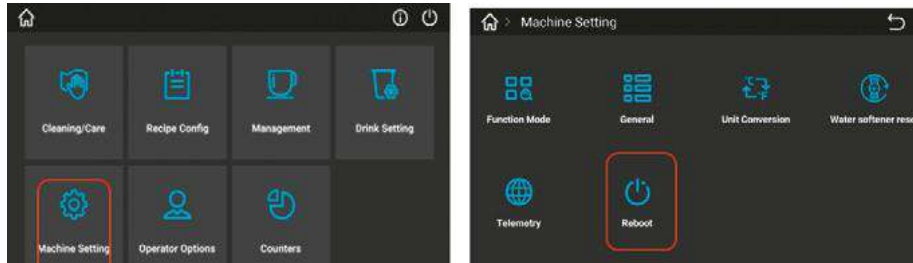 > Machine Setting
Cleaning/Care
Recipe Config
Management
Drink Setting
Machine Setting
Operator Options
Counters
Function Mode
General
Unit Conversion
Water softener rese
Telemetry
Reboot